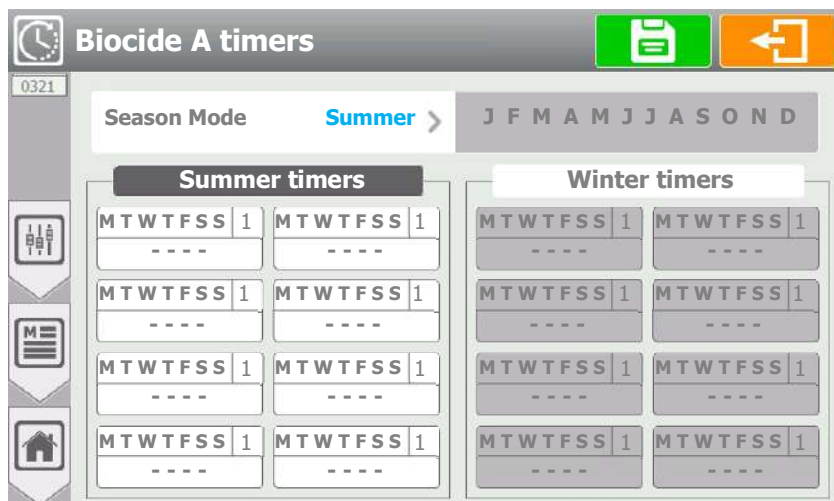 Biocide A timers
0321
Season Mode Summer > J F M A M J J A S O N D
Summer timers Winter timers
M T W T F S S 1 M T W T F S S 1 M T W T F S S 1 M T W T F S S 1
- - - - - - - - - - - - - - - -
M T W T F S S 1 M T W T F S S 1 M T W T F S S 1 M T W T F S S 1
- - - - - - - - - - - - - - - -
M T W T F S S 1 M T W T F S S 1 M T W T F S S 1 M T W T F S S 1
- - - - - - - - - - - - - - - -
M
M T W T F S S 1 M T W T F S S 1 M T W T F S S 1 M T W T F S S 1
- - - - - - - - - - - - - - - -